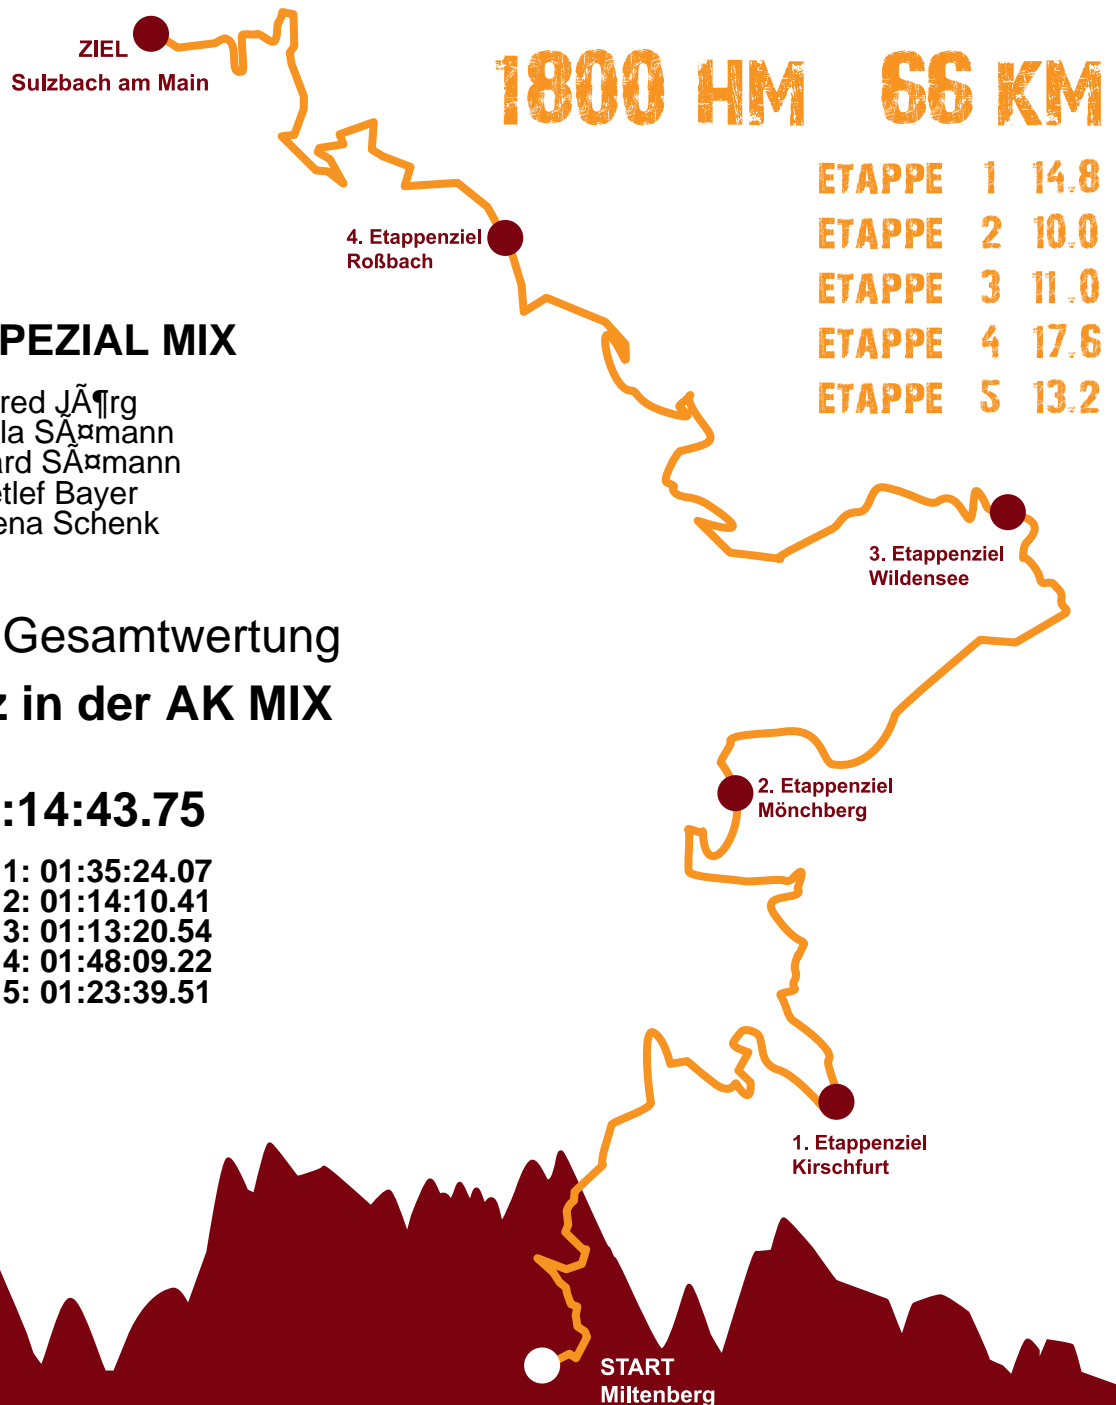 ZIEL
Sulzbach am Main
1800 HM 66 KM
ETAPPE 1 14.8
ETAPPE 2 10.0
ETAPPE 3 11.0
ETAPPE 4 17.6
ETAPPE 5 13.2
4. Etappenziel
Roßbach
PEZIAL MIX
red JÃ¶rg
la SÃ¤mann
ard SÃ¤mann
etlef Bayer
ena Schenk
3. Etappenziel
Wildensee
Gesamtwertung
z in der AK MIX
2. Etappenziel
Mönchberg
:14:43.75
1: 01:35:24.07
2: 01:14:10.41
3: 01:13:20.54
4: 01:48:09.22
5: 01:23:39.51
1. Etappenziel
Kirschfurt
START
Miltenberg